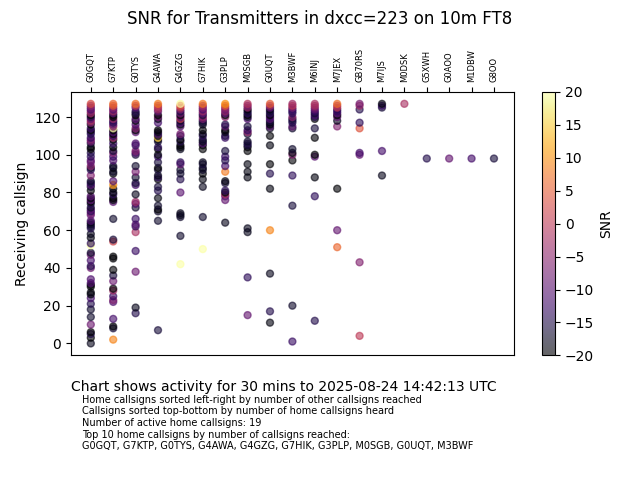 SNR for Transmitters in dxcc=223 on 10m FT8
G0GQT G7KTP G0TYS G4AWA G4GZG G7HIK G3PLP M0SGB G0UQT M3BWF M6INJ M7JEX GB70RS M7IJS M0DSK G5XWH G0AOO M1DBW G8OO
Receiving callsign
120
100
80
60
40
20
0
20
15
10
5
0
−5
−10
−15
−20
SNR
Chart shows activity for 30 mins to 2025-08-24 14:42:13 UTC
Home callsigns sorted left-right by number of other callsigns reached
Callsigns sorted top-bottom by number of home callsigns heard
Number of active home callsigns: 19
Top 10 home callsigns by number of callsigns reached:
G0GQT, G7KTP, G0TYS, G4AWA, G4GZG, G7HIK, G3PLP, M0SGB, G0UQT, M3BWF